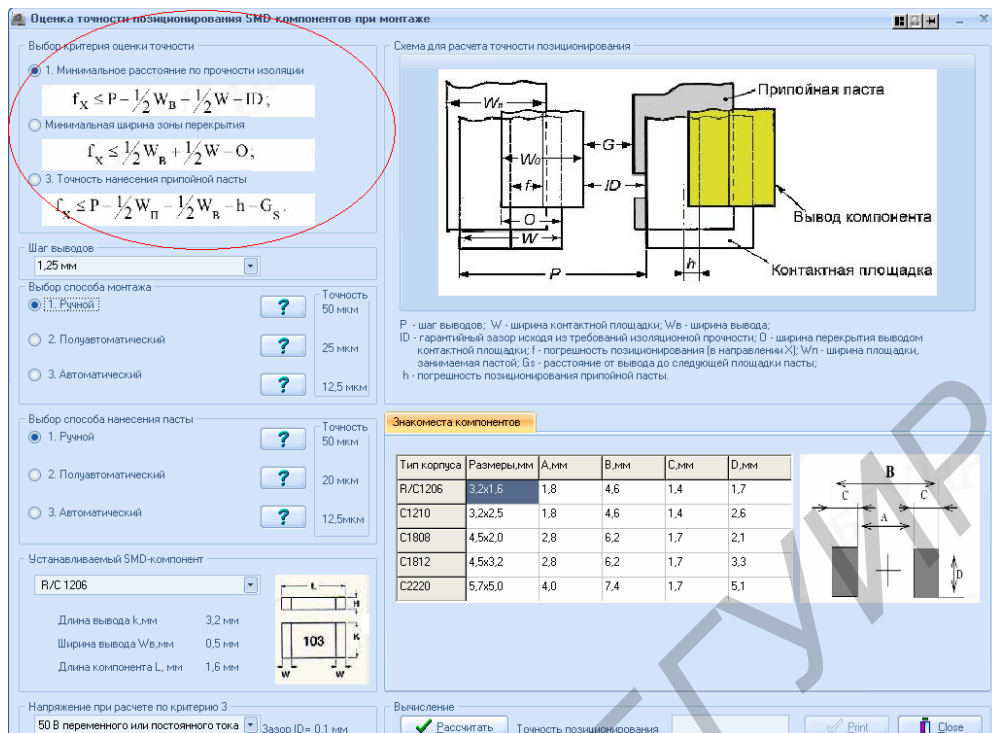 Оценка точности позиционирования SMD-компонентов при монтаже
Выбор критерия оценки точности
1. Минимальное расстояние по прочности изоляции
f_X ≤ P – 1/2 W_B – 1/2 W – ID;
Минимальная ширина зоны перекрытия
f_X ≤ 1/2 W_B + 1/2 W – O;
3. Точность нанесения припойной пасты
f_X ≤ P – 1/2 W_П – 1/2 W_B – h – G_S.
Шаг выводов
1,25 мм
Выбор способа монтажа
1. Ручной
?
Точность
50 мкм
2. Полуавтоматический
?
25 мкм
3. Автоматический
?
12,5 мкм
Выбор способа нанесения пасты
1. Ручной
?
Точность
50 мкм
2. Полуавтоматический
?
20 мкм
3. Автоматический
?
12,5мкм
Устанавливаемый SMD-компонент
R/C 1206
Длина вывода k,мм 3,2 мм
Ширина вывода Wв,мм 0,5 мм
Длина компонента L, мм 1,6 мм
L
H
K
103
W W
Напряжение при расчете по критерию 3
50 В переменного или постоянного тока
Зазор ID= 0,1 мм
Схема для расчета точности позиционирования
Wв
G
W0
f
ID
O
W
P
h
Припойная паста
Вывод компонента
Контактная площадка
P - шаг выводов; W - ширина контактной площадки; Wв - ширина вывода;
ID - гарантийный зазор исходя из требований изоляционной прочности; O - ширина перекрытия выводом
контактной площадки; f - погрешность позиционирования (в направлении X); Wп - ширина площадки,
занимаемая пастой; Gs - расстояние от вывода до следующей площадки пасты;
h - погрешность позиционирования припойной пасты.
Знакоместа компонентов
Тип корпуса Размеры,мм A,мм B,мм C,мм D,мм
R/C1206 3,2x1,6 1,8 4,6 1,4 1,7
C1210 3,2x2,5 1,8 4,6 1,4 2,6
C1808 4,5x2,0 2,8 6,2 1,7 2,1
C1812 4,5x3,2 2,8 6,2 1,7 3,3
C2220 5,7x5,0 4,0 7,4 1,7 5,1
B
C C
A
D
Вычисление
Рассчитать
Точность позиционирования
Print
Close
БГУИР